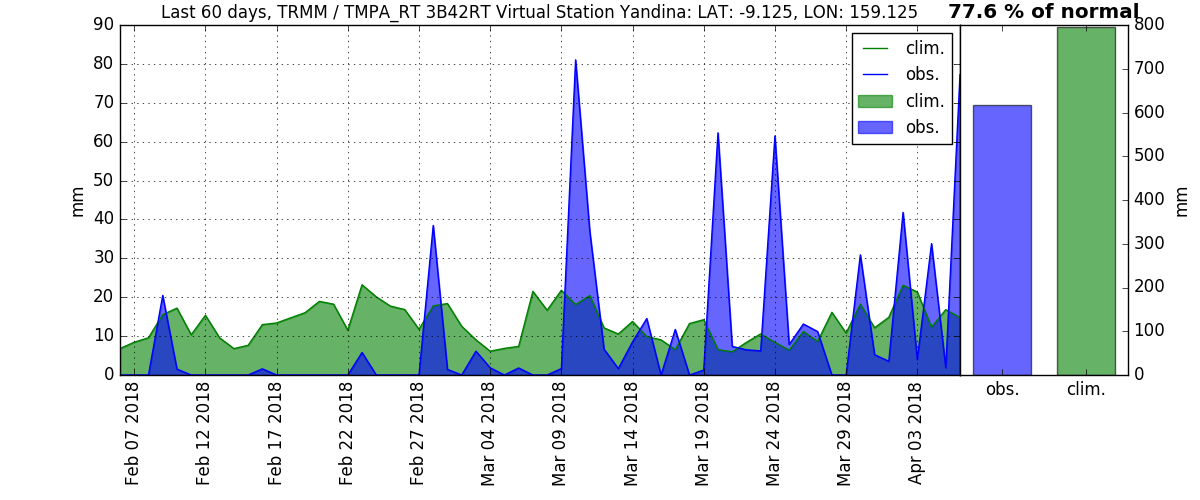 Last 60 days, TRMM / TMPA_RT 3B42RT Virtual Station Yandina: LAT: -9.125, LON: 159.125
77.6 % of normal
90
80
70
60
50
40
30
20
10
0
mm
clim.
obs.
clim.
obs.
800
700
600
500
400
300
200
100
0
mm
obs.
clim.
Feb 07 2018
Feb 12 2018
Feb 17 2018
Feb 22 2018
Feb 27 2018
Mar 04 2018
Mar 09 2018
Mar 14 2018
Mar 19 2018
Mar 24 2018
Mar 29 2018
Apr 03 2018